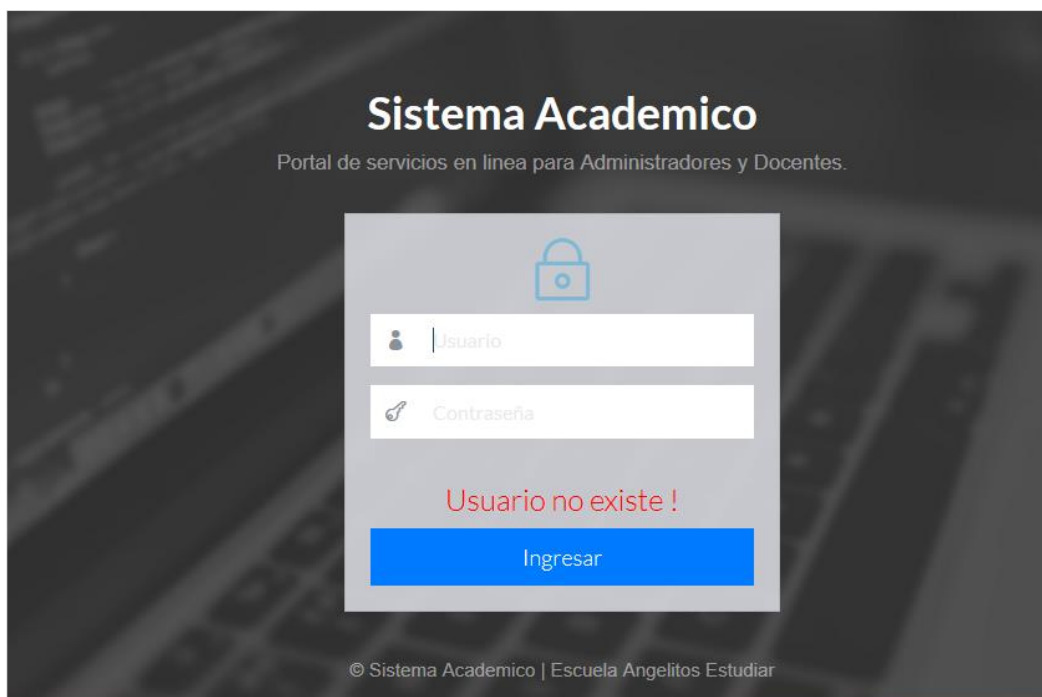 Sistema Academico
Portal de servicios en linea para Administradores y Docentes.
Usuario
Contraseña
Usuario no existe !
Ingresar
© Sistema Academico | Escuela Angelitos Estudiar